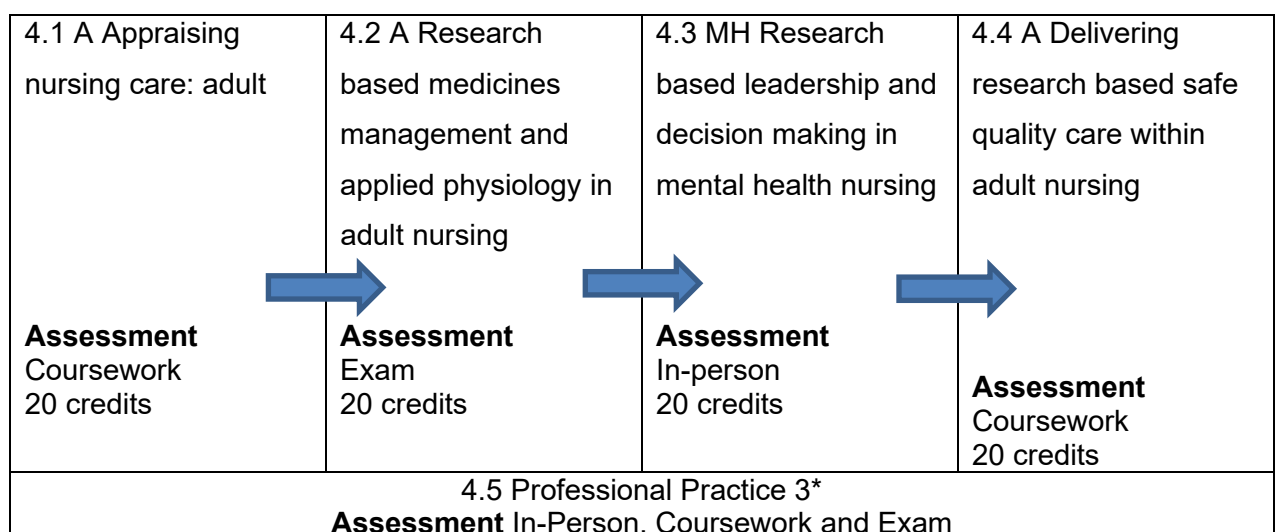 4.1 A Appraising
nursing care: adult
Assessment
Coursework
20 credits
4.2 A Research
based medicines
management and
applied physiology in
adult nursing
Assessment
Exam
20 credits
4.3 MH Research
based leadership and
decision making in
mental health nursing
Assessment
In-person
20 credits
4.4 A Delivering
research based safe
quality care within
adult nursing
Assessment
Coursework
20 credits
4.5 Professional Practice 3*
Assessment In-Person, Coursework and Exam